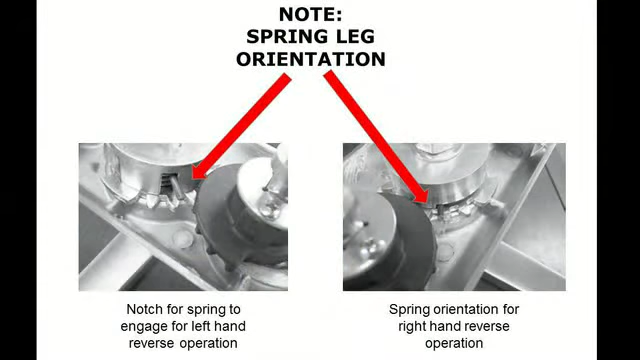 NOTE:
SPRING LEG
ORIENTATION
Notch for spring to
engage for left hand
reverse operation
Spring orientation for
right hand reverse
operation